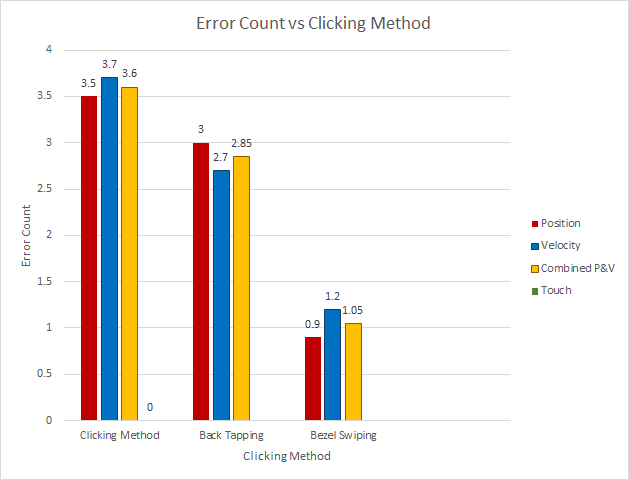 Error Count vs Clicking Method
Error Count
4
3.5
3
2.5
2
1.5
1
0.5
0
3.5
3.7
3.6
0
3
2.7
2.85
0.9
1.2
1.05
Clicking Method
Back Tapping
Bezel Swiping
Clicking Method
Position
Velocity
Combined P&V
Touch